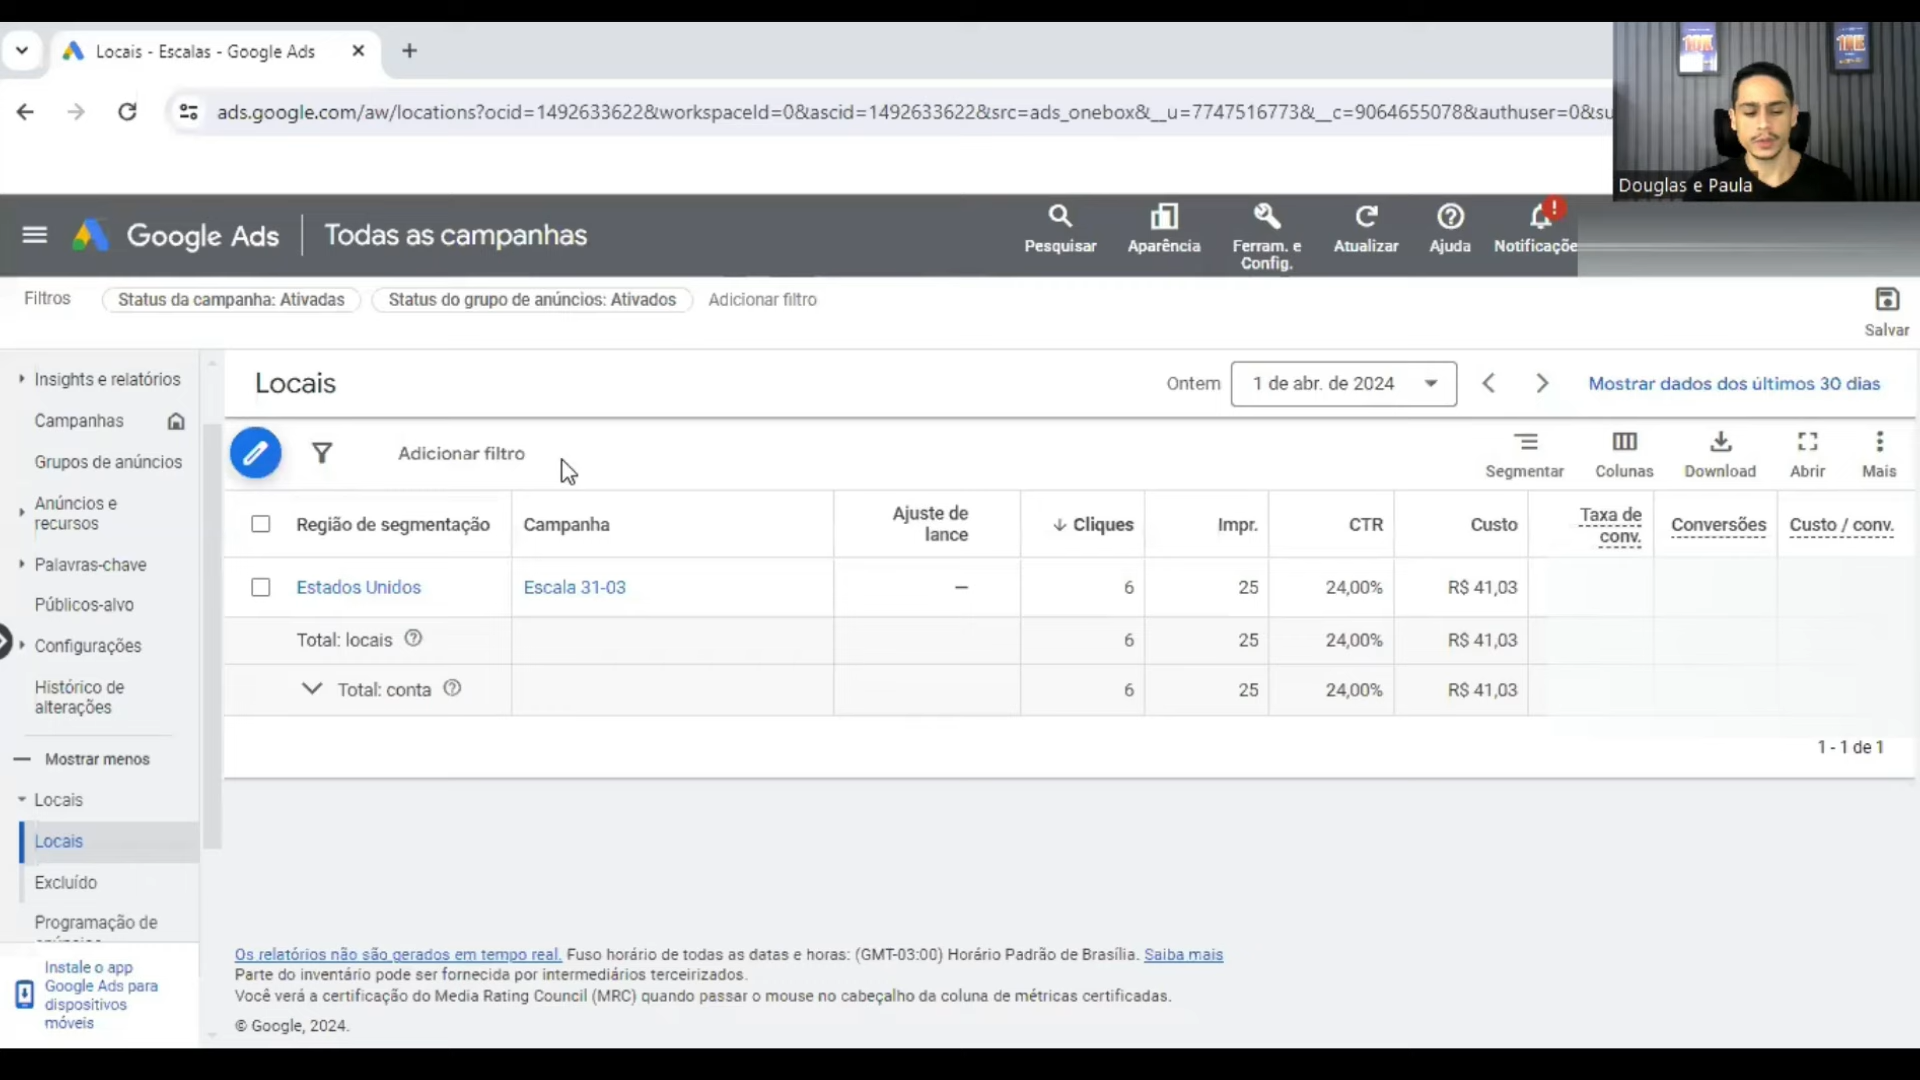 Locais - Escalas - Google Ads
ads.google.com/aw/locations?ocid=1492633622&workspaceId=0&ascid=1492633622&src=ads_onebox&__u=7747516773&__c=9064655078&authuser=0&su
Douglas e Paula
Google Ads
Todas as campanhas
Pesquisar
Aparência
Ferram. e
Config.
Atualizar
Ajuda
Notificaçõe
Filtros
Status da campanha: Ativadas
Status do grupo de anúncios: Ativados
Adicionar filtro
Salvar
Insights e relatórios
Campanhas
Grupos de anúncios
Anúncios e
recursos
Palavras-chave
Públicos-alvo
Configurações
Histórico de
alterações
Mostrar menos
Locais
Locais
Excluído
Programação de
Instale o app
Google Ads para
dispositivos
móveis
Locais
Ontem
1 de abr. de 2024
Mostrar dados dos últimos 30 dias
Adicionar filtro
Segmentar
Colunas
Download
Abrir
Mais
Região de segmentação
Campanha
Ajuste de
lance
Cliques
Impr.
CTR
Custo
Taxa de
conv.
Conversões
Custo / conv.
Estados Unidos
Escala 31-03
—
6
25
24,00%
R$ 41,03
Total: locais
6
25
24,00%
R$ 41,03
Total: conta
6
25
24,00%
R$ 41,03
1 - 1 de 1
Os relatórios não são gerados em tempo real. Fuso horário de todas as datas e horas: (GMT-03:00) Horário Padrão de Brasília. Saiba mais
Parte do inventário pode ser fornecida por intermediários terceirizados.
Você verá a certificação do Media Rating Council (MRC) quando passar o mouse no cabeçalho da coluna de métricas certificadas.
© Google, 2024.